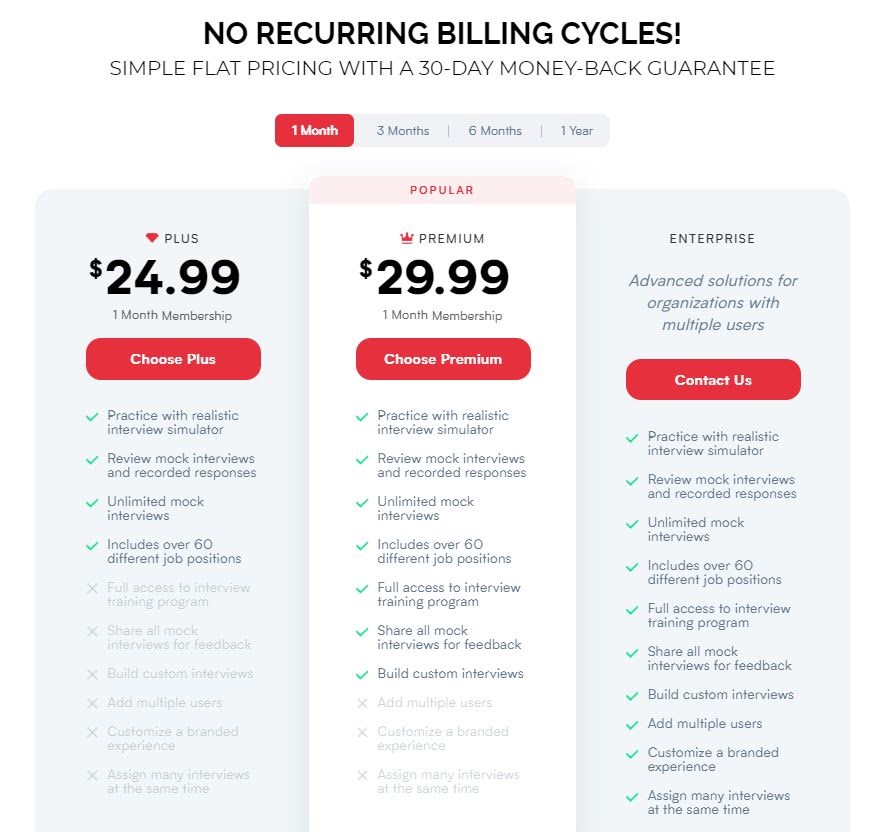 NO RECURRING BILLING CYCLES!
SIMPLE FLAT PRICING WITH A 30-DAY MONEY-BACK GUARANTEE
1 Month
3 Months
6 Months
1 Year
PLUS
$24.99
1 Month Membership
Choose Plus
Practice with realistic
interview simulator
Review mock interviews
and recorded responses
Unlimited mock
interviews
Includes over 60
different job positions
Full access to interview
training program
Share all mock
interviews for feedback
Build custom interviews
Add multiple users
Customize a branded
experience
Assign many interviews
at the same time
POPULAR
PREMIUM
$29.99
1 Month Membership
Choose Premium
Practice with realistic
interview simulator
Review mock interviews
and recorded responses
Unlimited mock
interviews
Includes over 60
different job positions
Full access to interview
training program
Share all mock
interviews for feedback
Build custom interviews
Add multiple users
Customize a branded
experience
Assign many interviews
at the same time
ENTERPRISE
Advanced solutions for
organizations with
multiple users
Contact Us
Practice with realistic
interview simulator
Review mock interviews
and recorded responses
Unlimited mock
interviews
Includes over 60
different job positions
Full access to interview
training program
Share all mock
interviews for feedback
Build custom interviews
Add multiple users
Customize a branded
experience
Assign many interviews
at the same time